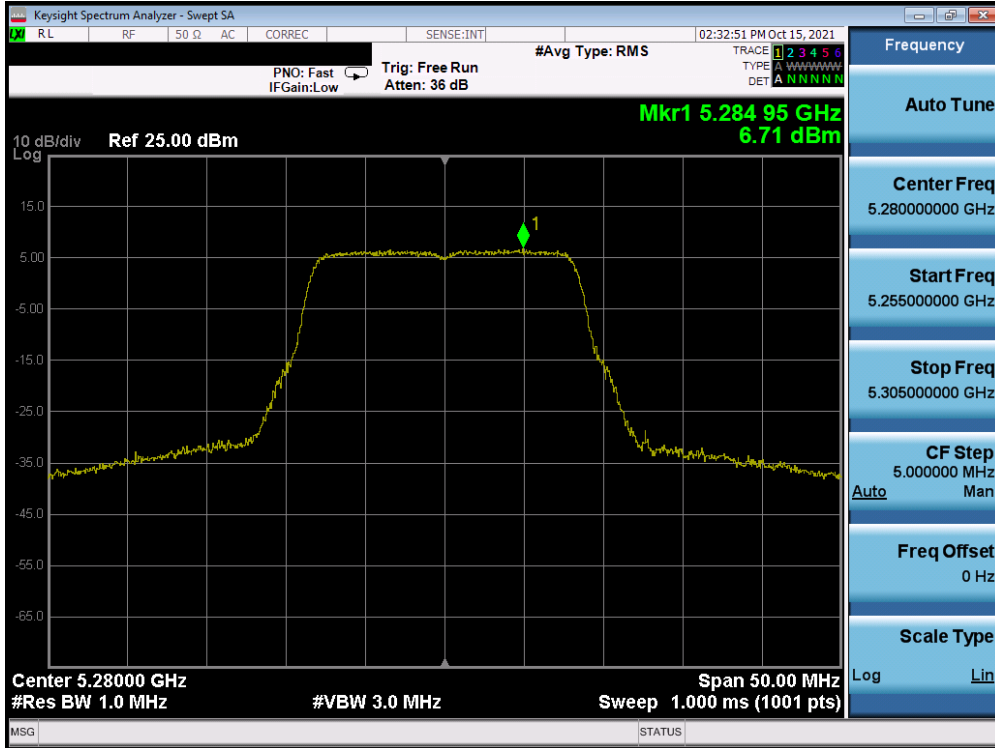 Keysight Spectrum Analyzer - Swept SA
LXI RL RF 50 Ω AC CORREC SENSE:INT 02:32:51 PM Oct 15, 2021
PNO: Fast
IFGain:Low
Trig: Free Run
Atten: 36 dB
#Avg Type: RMS
TRACE 1 2 3 4 5 6
TYPE A WWWWW
DET A N N N N N
Mkr1 5.284 95 GHz
6.71 dBm
10 dB/div Ref 25.00 dBm
Log
1
15.0
5.00
-5.00
-15.0
-25.0
-35.0
-45.0
-55.0
-65.0
Center 5.28000 GHz Span 50.00 MHz
#Res BW 1.0 MHz #VBW 3.0 MHz Sweep 1.000 ms (1001 pts)
MSG STATUS
Frequency
Auto Tune
Center Freq
5.280000000 GHz
Start Freq
5.255000000 GHz
Stop Freq
5.305000000 GHz
CF Step
5.000000 MHz
Auto Man
Freq Offset
0 Hz
Scale Type
Log Lin